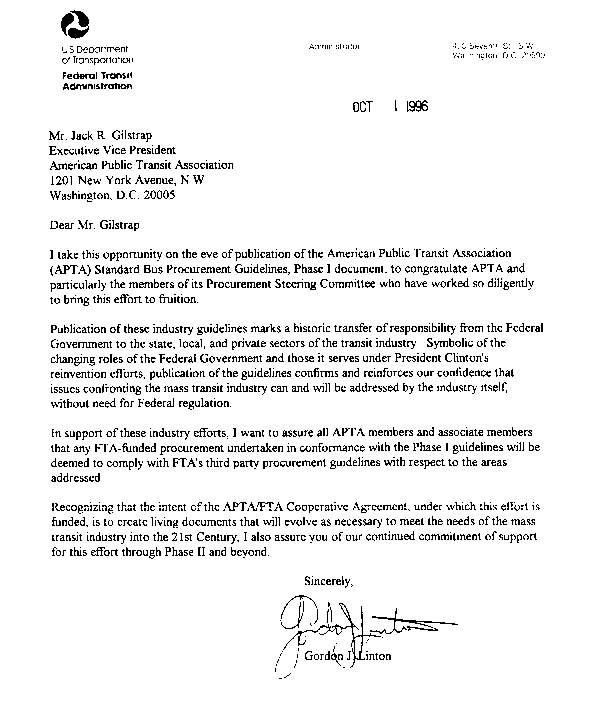 U.S. Department
of Transportation
Federal Transit
Administration
Administrator
Washington, D.C. 20590
OCT 1 1996
Mr. Jack R. Gilstrap
Executive Vice President
American Public Transit Association
1201 New York Avenue, N W
Washington, D.C. 20005
Dear Mr. Gilstrap
I take this opportunity on the eve of publication of the American Public Transit Association
(APTA) Standard Bus Procurement Guidelines, Phase I document, to congratulate APTA and
particularly the members of its Procurement Steering Committee who have worked so diligently
to bring this effort to fruition.
Publication of these industry guidelines marks a historic transfer of responsibility from the Federal
Government to the state, local, and private sectors of the transit industry Symbolic of the
changing roles of the Federal Government and those it serves under President Clinton's
reinvention efforts, publication of the guidelines confirms and reinforces our confidence that
issues confronting the mass transit industry can and will be addressed by the industry itself,
without need for Federal regulation.
In support of these industry efforts, I want to assure all APTA members and associate members
that any FTA-funded procurement undertaken in conformance with the Phase I guidelines will be
deemed to comply with FTA's third party procurement guidelines with respect to the areas
addressed
Recognizing that the intent of the APTA/FTA Cooperative Agreement, under which this effort is
funded, is to create living documents that will evolve as necessary to meet the needs of the mass
transit industry into the 21st Century, I also assure you of our continued commitment of support
for this effort through Phase II and beyond.
Sincerely,
Gordon J. Linton